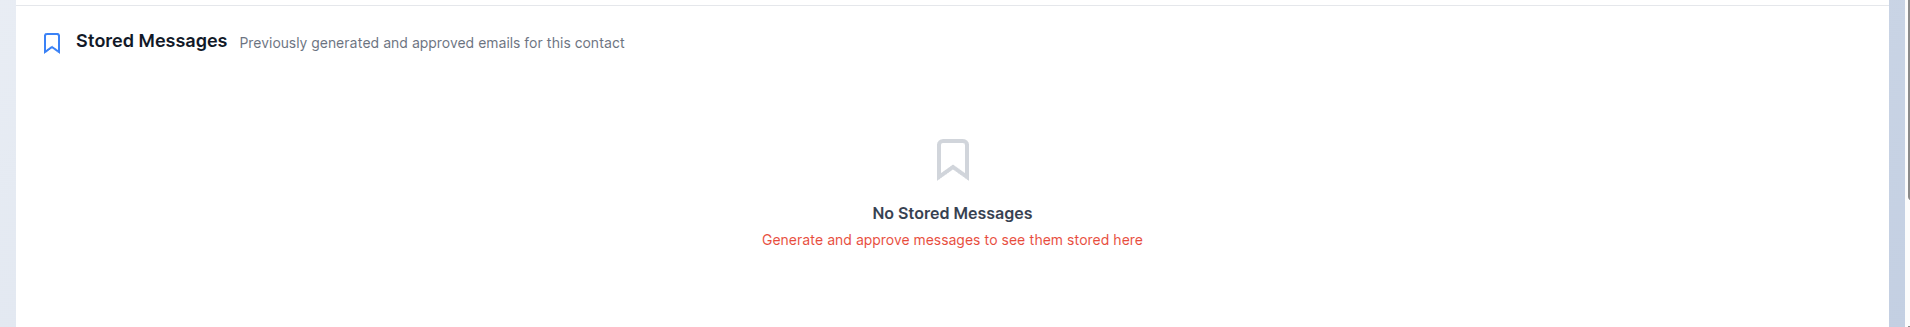 Stored Messages Previously generated and approved emails for this contact
No Stored Messages
Generate and approve messages to see them stored here